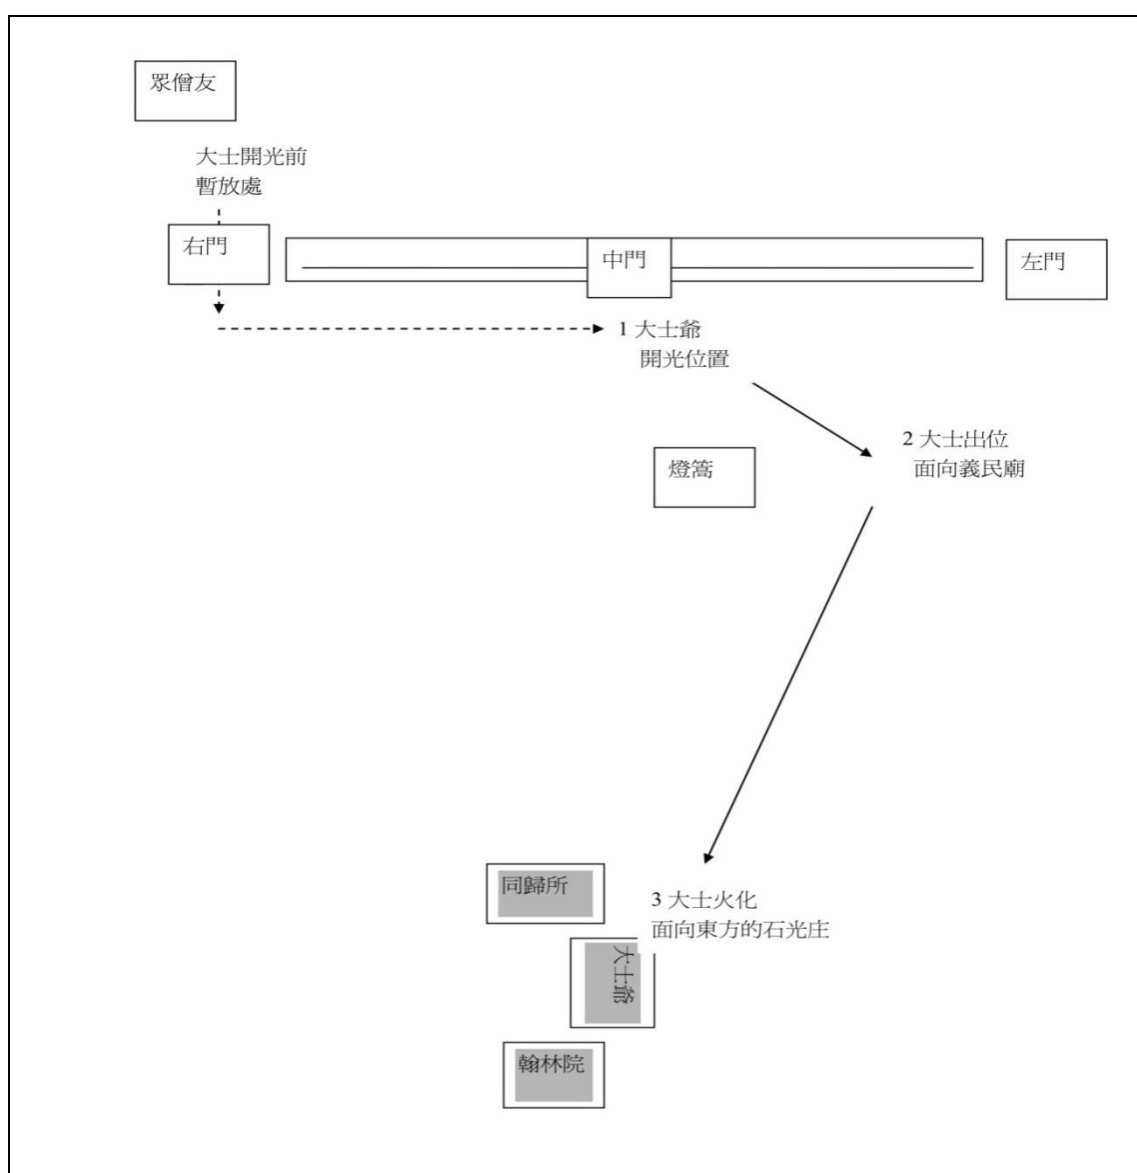 眾僧友
大士開光前
暫放處
右門
中門
左門
1 大士爺
開光位置
2 大士出位
面向義民廟
燈篙
同歸所
3 大士火化
面向東方的石光庄
大士爺
翰林院